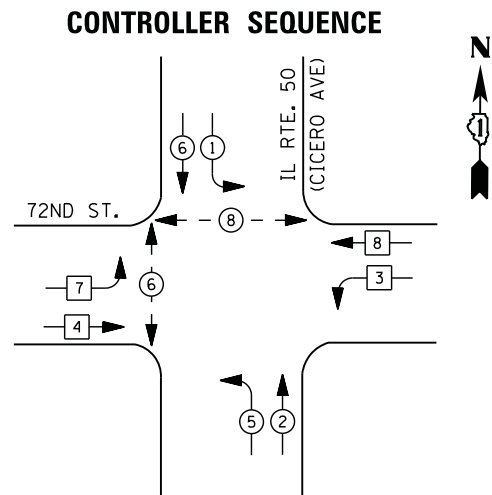 CONTROLLER SEQUENCE
N
IL RTE. 50
(CICERO AVE)
1
6
1
72ND ST.
8
8
7
6
3
4
5
2